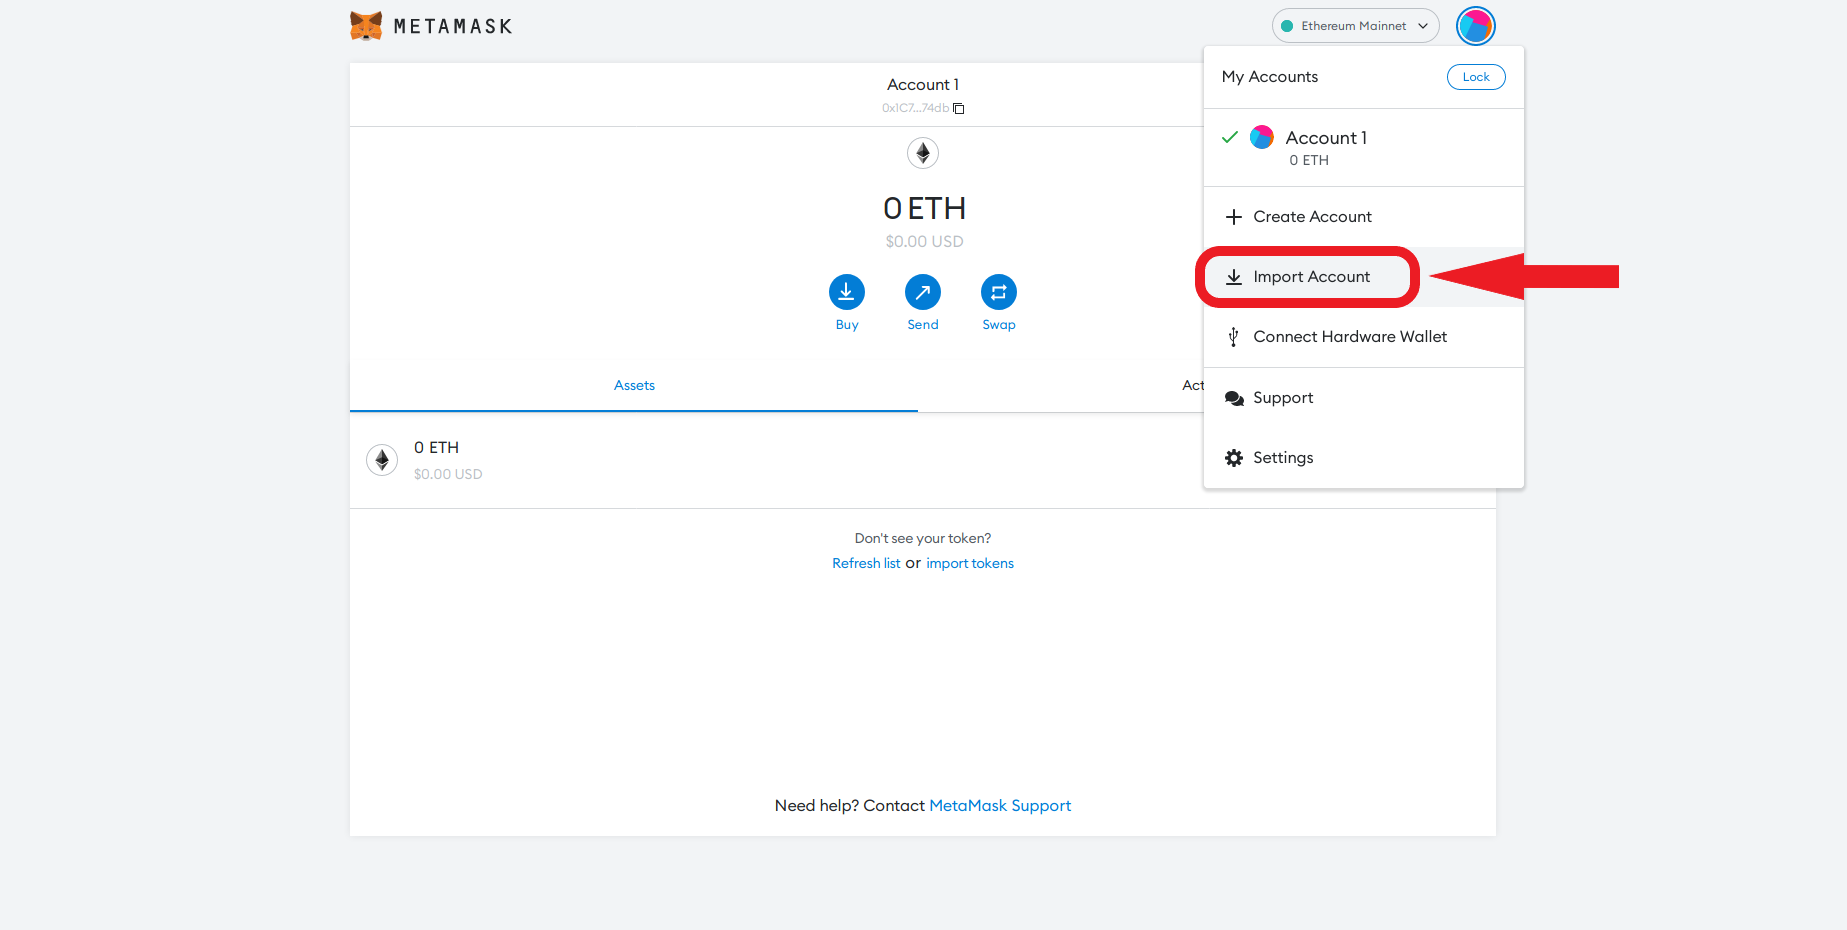 METAMASK
Ethereum Mainnet
Account 1
0x1C7...74db
0 ETH
$0.00 USD
Buy
Send
Swap
Assets
Act
0 ETH
$0.00 USD
Don't see your token?
Refresh list or import tokens
Need help? Contact MetaMask Support
My Accounts
Lock
Account 1
0 ETH
Create Account
Import Account
Connect Hardware Wallet
Support
Settings